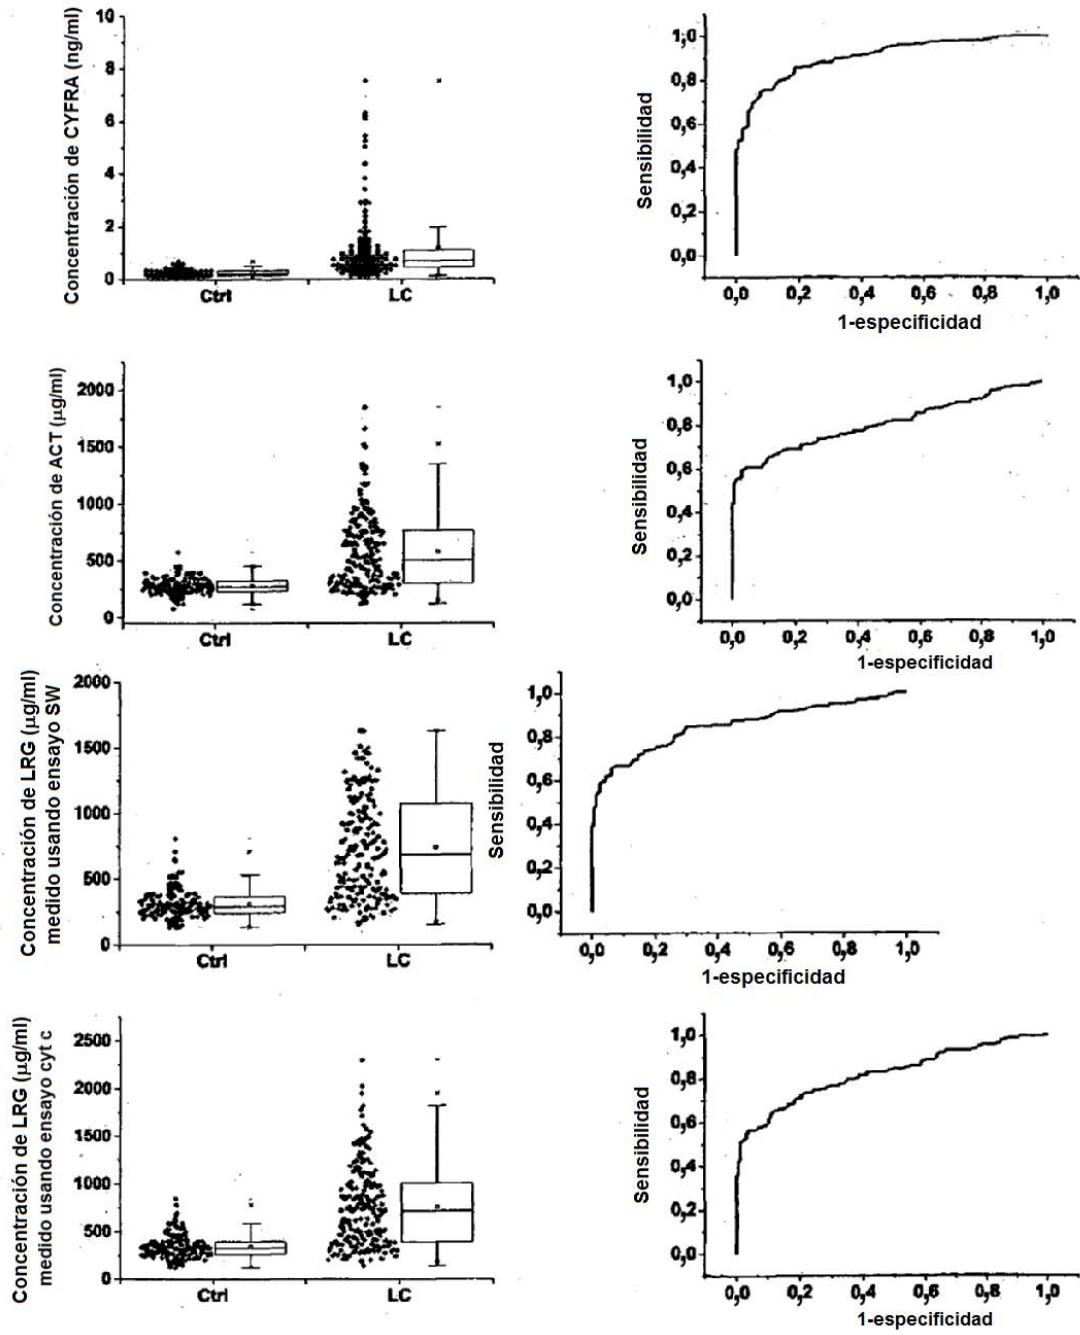 Concentración de CYFRA (ng/ml)
10
8
6
4
2
0
Ctrl
LC
Sensibilidad
1,0
0,8
0,6
0,4
0,2
0,0
0,0 0,2 0,4 0,6 0,8 1,0
1-especificidad
Concentración de ACT (µg/ml)
2000
1500
1000
500
0
Ctrl
LC
Sensibilidad
1,0
0,8
0,6
0,4
0,2
0,0
0,0 0,2 0,4 0,6 0,8 1,0
1-especificidad
Concentración de LRG (µg/ml)
medido usando ensayo SW
2000
1500
1000
500
0
Ctrl
LC
Sensibilidad
1,0
0,8
0,6
0,4
0,2
0,0
0,0 0,2 0,4 0,6 0,8 1,0
1-especificidad
Concentración de LRG (µg/ml)
medido usando ensayo cyt c
2500
2000
1500
1000
500
0
Ctrl
LC
Sensibilidad
1,0
0,8
0,6
0,4
0,2
0,0
0,0 0,2 0,4 0,6 0,8 1,0
1-especificidad